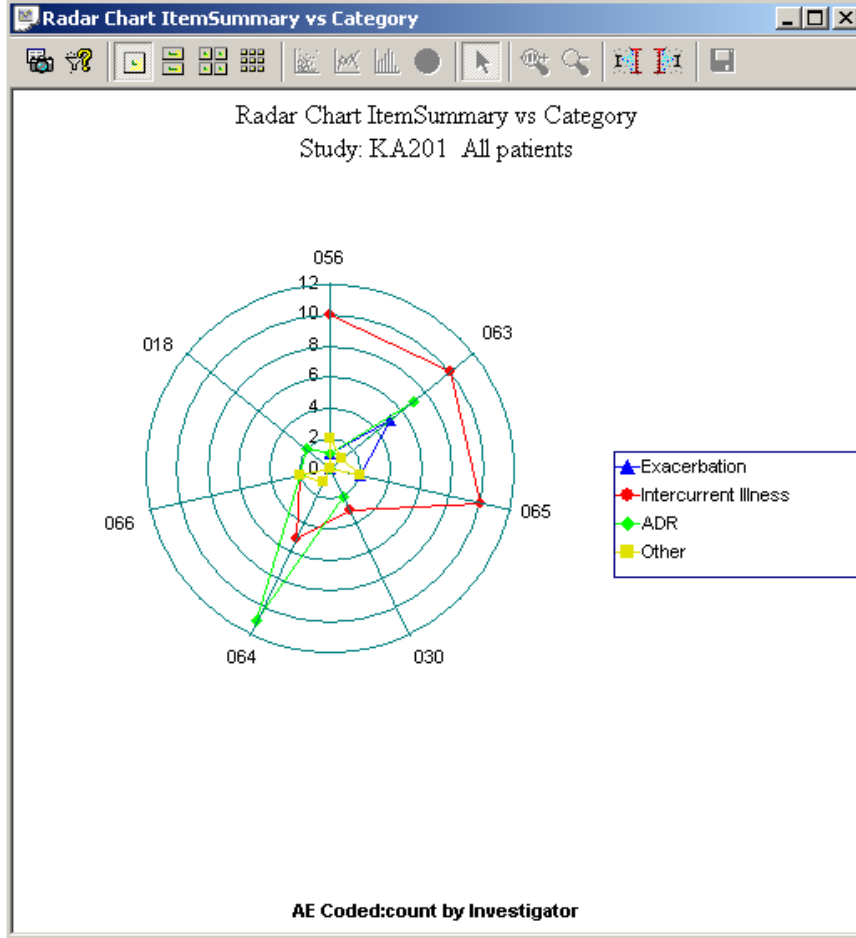 Radar Chart ItemSummary vs Category
Radar Chart ItemSummary vs Category
Study: KA201 All patients
056
12
10
8
6
4
2
0
018
063
066
065
064
030
Exacerbation
Intercurrent Illness
ADR
Other
AE Coded:count by Investigator